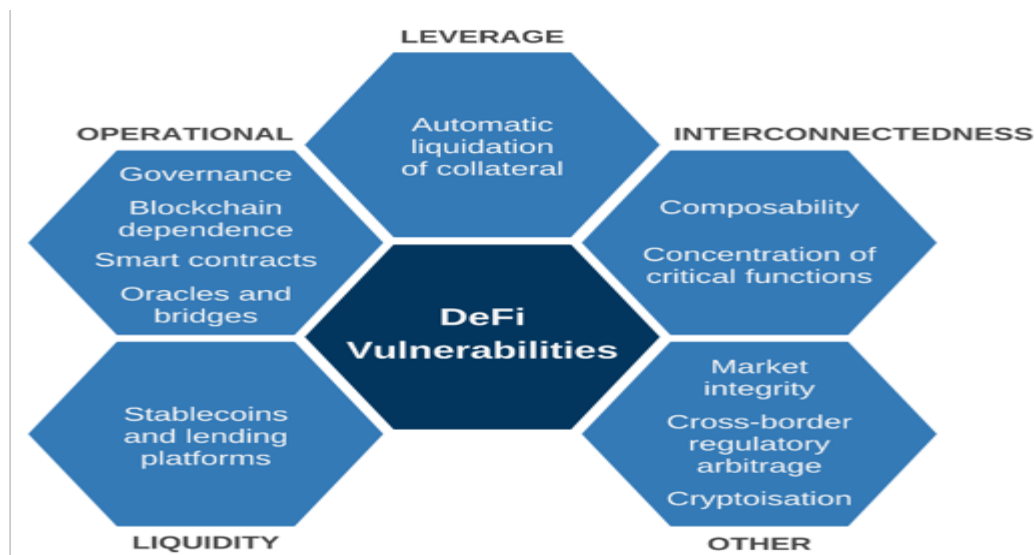 LEVERAGE
Automatic
liquidation
of collateral
OPERATIONAL
Governance
Blockchain
dependence
Smart contracts
Oracles and
bridges
INTERCONNECTEDNESS
Composability
Concentration of
critical functions
DeFi
Vulnerabilities
Stablecoins
and lending
platforms
LIQUIDITY
Market
integrity
Cross-border
regulatory
arbitrage
Cryptoisation
OTHER